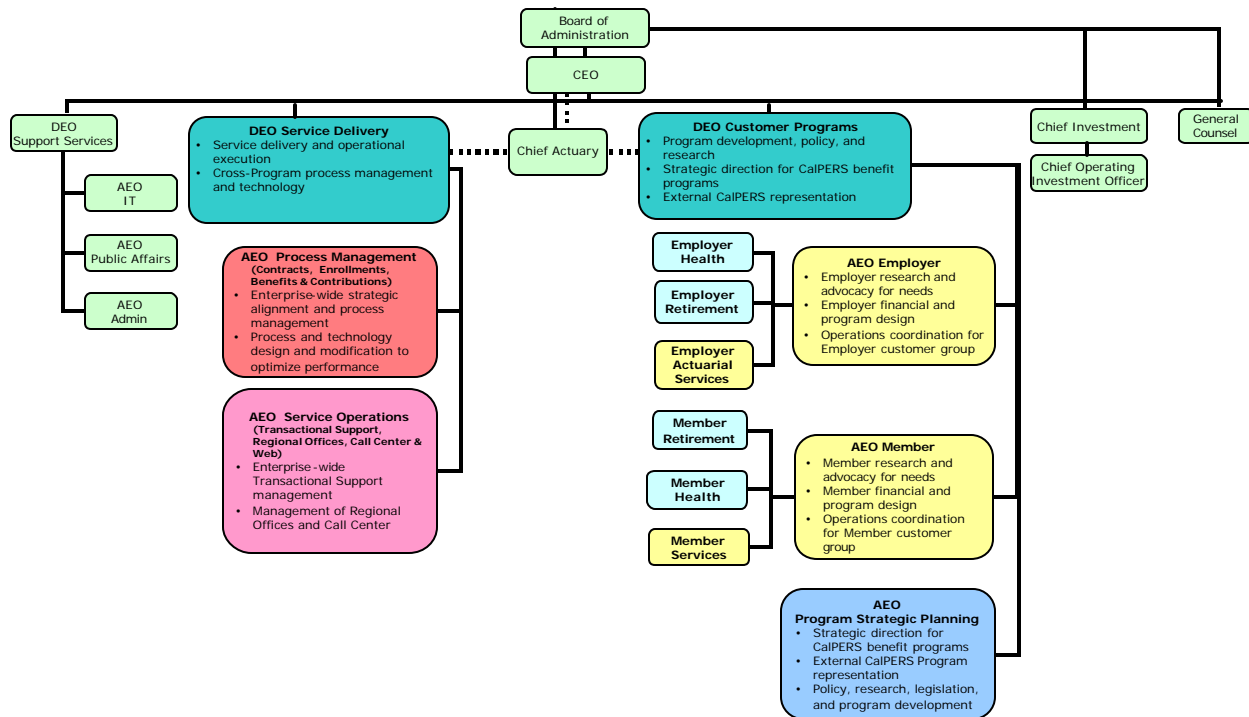 Board of
Administration
CEO
DEO
Support Services
AEO
IT
AEO
Public Affairs
AEO
Admin
DEO Service Delivery
• Service delivery and operational
execution
• Cross-Program process management
and technology
Chief Actuary
DEO Customer Programs
• Program development, policy, and
research
• Strategic direction for CalPERS benefit
programs
• External CalPERS representation
Chief Investment
Chief Operating
Investment Officer
General
Counsel
AEO Process Management
(Contracts, Enrollments,
Benefits & Contributions)
• Enterprise-wide strategic
alignment and process
management
• Process and technology
design and modification to
optimize performance
AEO Service Operations
(Transactional Support,
Regional Offices, Call Center &
Web)
• Enterprise-wide
Transactional Support
management
• Management of Regional
Offices and Call Center
Employer
Health
Employer
Retirement
Employer
Actuarial
Services
AEO Employer
• Employer research and
advocacy for needs
• Employer financial and
program design
• Operations coordination for
Employer customer group
Member
Retirement
Member
Health
Member
Services
AEO Member
• Member research and
advocacy for needs
• Member financial and
program design
• Operations coordination
for Member customer
group
AEO
Program Strategic Planning
• Strategic direction for
CalPERS benefit programs
• External CalPERS Program
representation
• Policy, research, legislation,
and program development